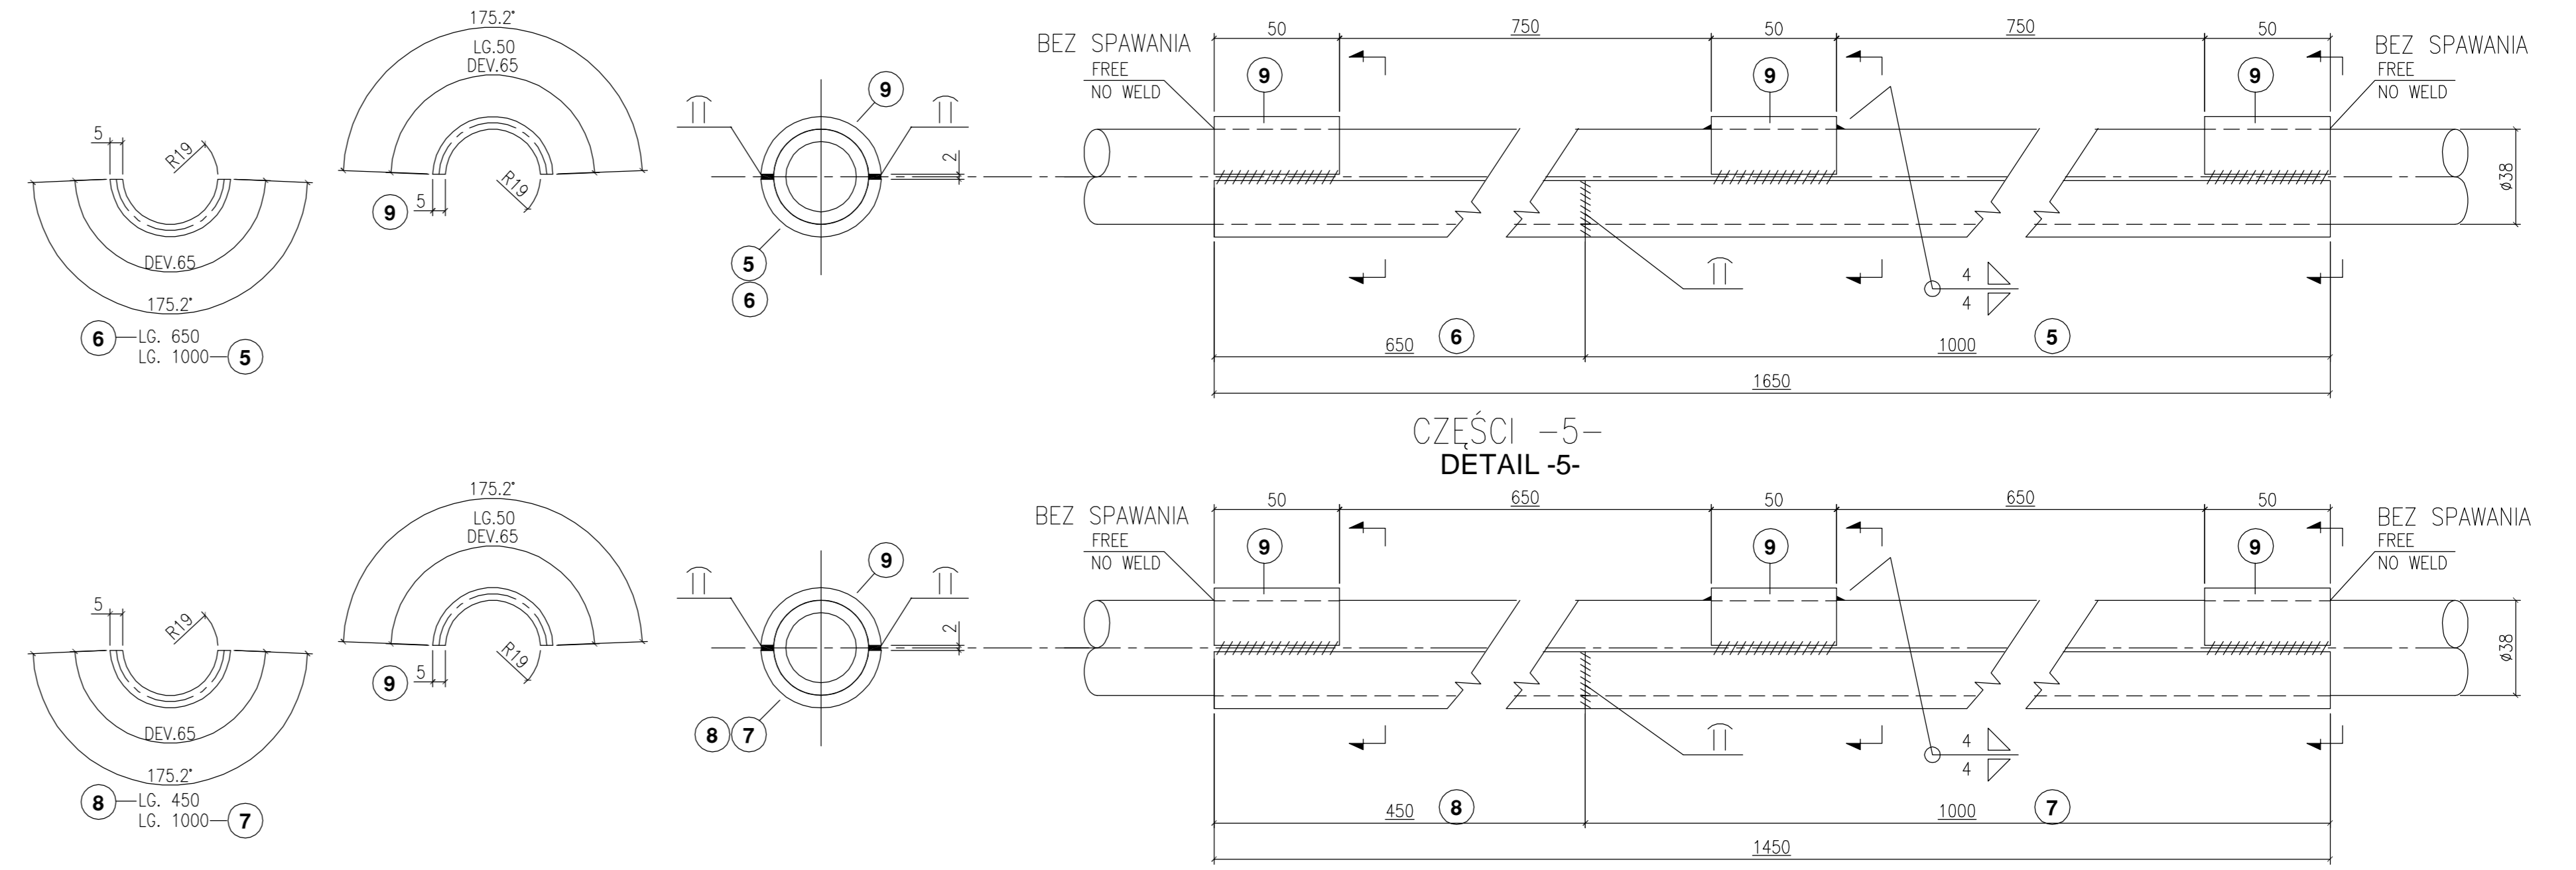 175.2°
LG.50
DEV.65
5
R19
DEV.65
175.2°
6 LG. 650
LG. 1000 5
9
5
R19
9
2
5
6
BEZ SPAWANIA
FREE
NO WELD
50
750
50
750
50
9
9
9
BEZ SPAWANIA
FREE
NO WELD
ø38
4
4
650
6
1000
5
1650
CZĘŚCI -5-
DETAIL -5-
175.2°
LG.50
DEV.65
5
R19
DEV.65
175.2°
8 LG. 450
LG. 1000 7
9
5
R19
9
2
8 7
BEZ SPAWANIA
FREE
NO WELD
50
650
50
650
50
9
9
9
BEZ SPAWANIA
FREE
NO WELD
ø38
4
4
450
8
1000
7
1450